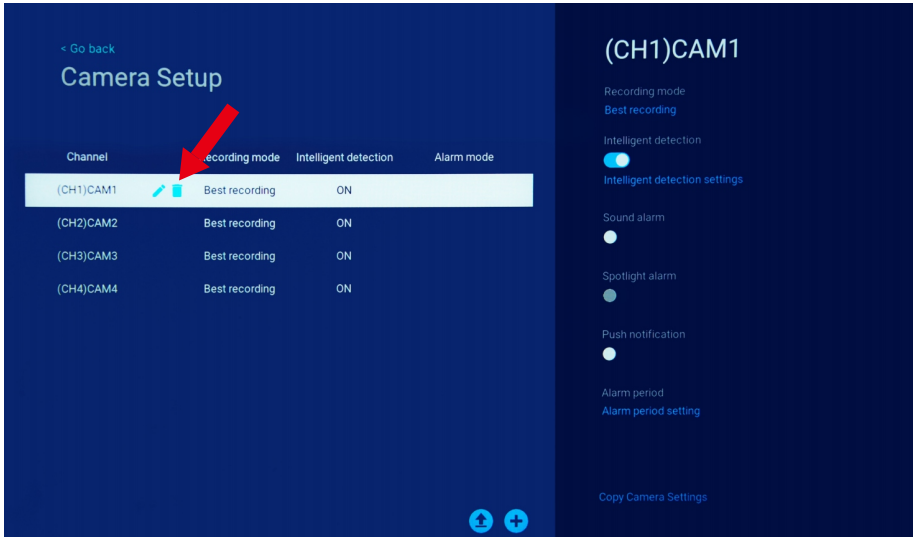 < Go back
Camera Setup
Channel Recording mode Intelligent detection Alarm mode
(CH1)CAM1 Best recording ON
(CH2)CAM2 Best recording ON
(CH3)CAM3 Best recording ON
(CH4)CAM4 Best recording ON
(CH1)CAM1
Recording mode
Best recording
Intelligent detection
Intelligent detection settings
Sound alarm
Spotlight alarm
Push notification
Alarm period
Alarm period setting
Copy Camera Settings